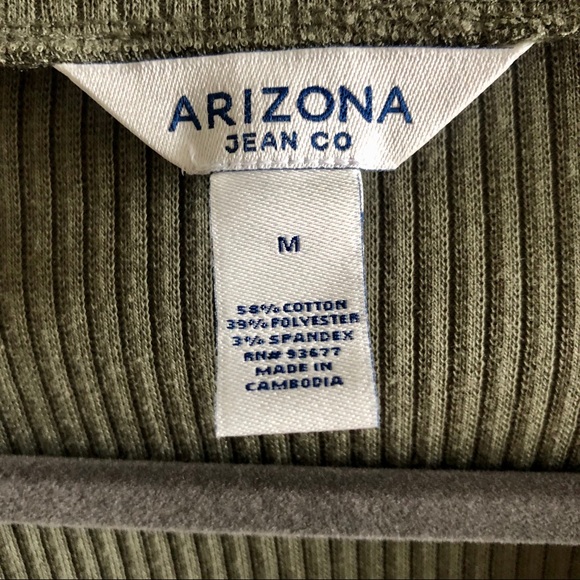 ARIZONA
JEAN CO
M
58% COTTON
39% POLYESTER
3% SPANDEX
RN# 93677
MADE IN
CAMBODIA